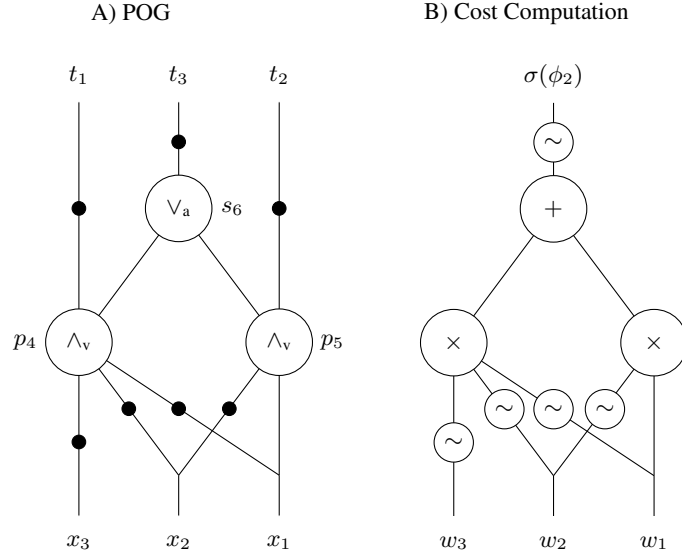 A) POG B) Cost Computation
t₁ t₃ t₂ σ(ϕ₂)
~
∨ₐ s₆ +
p₄ ∧ᵥ ∧ᵥ p₅ × ×
~ ~ ~
~
x₃ x₂ x₁ w₃ w₂ w₁